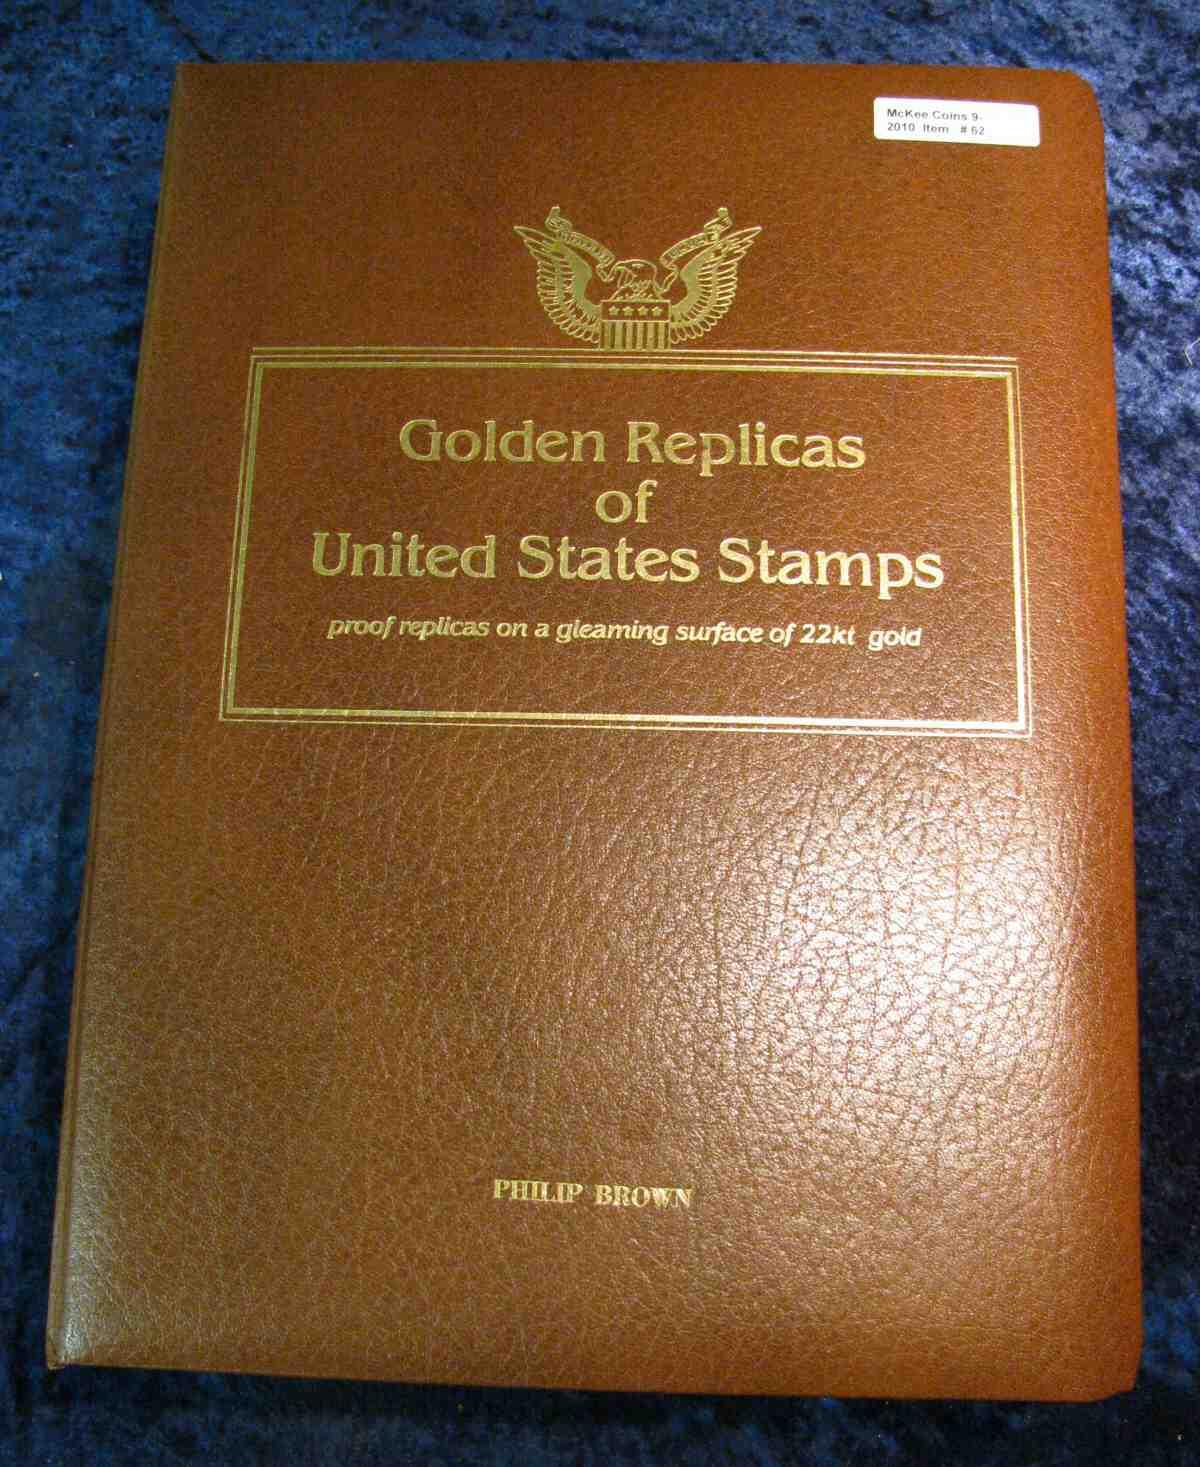 McKee Coins 9-
2010 Item # 62
Golden Replicas
of
United States Stamps
proof replicas on a gleaming surface of 22kt gold
PHILIP BROWN